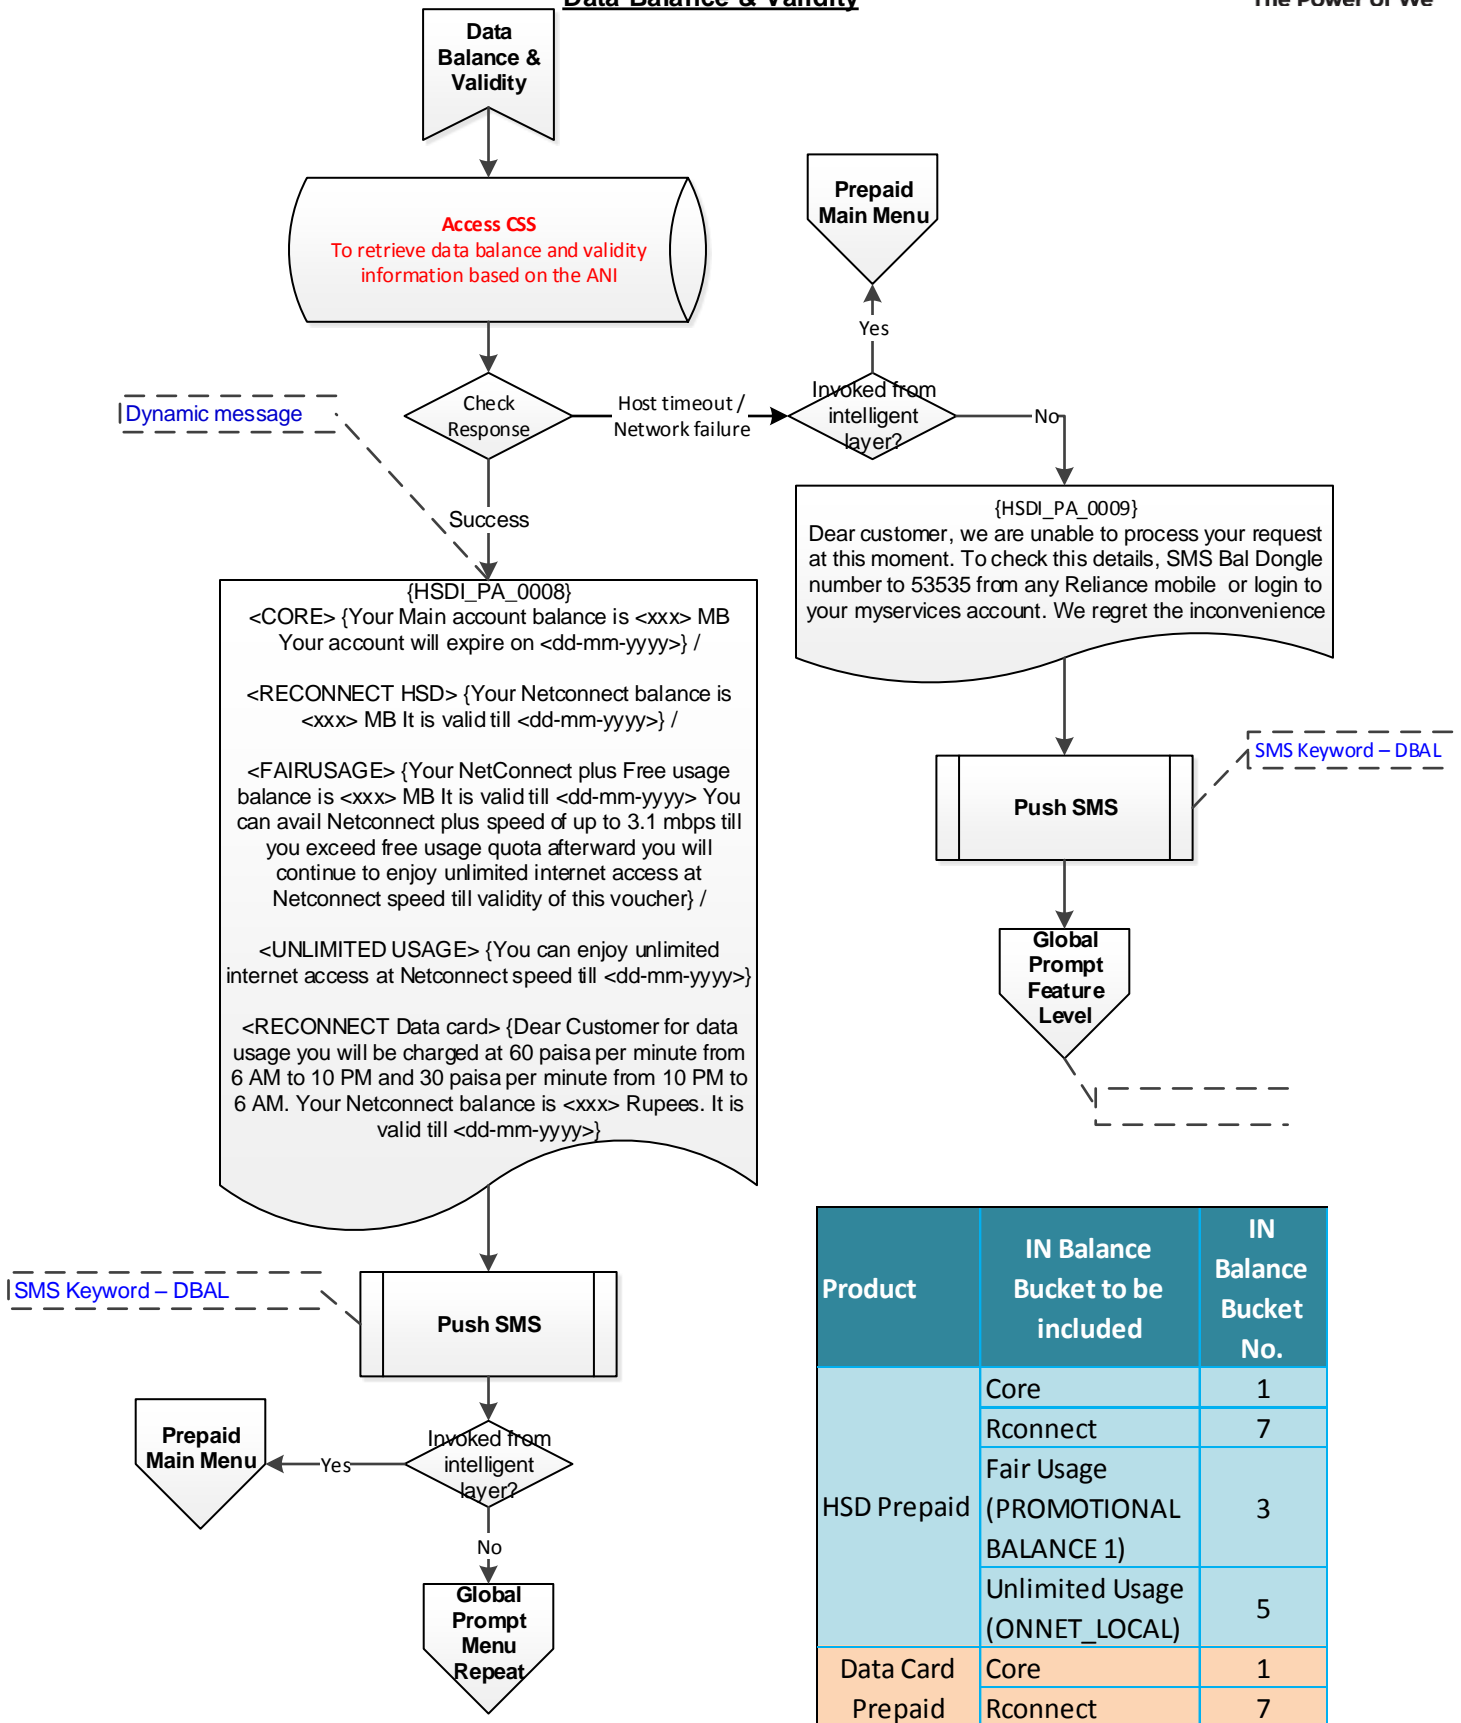 Data Balance & Validity
The Power of We
Data
Balance &
Validity
Access CSS
To retrieve data balance and validity
information based on the ANI
Prepaid
Main Menu
Yes
Dynamic message
Check
Response
Host timeout /
Network failure
Invoked from
intelligent
layer?
No
Success
{HSDI_PA_0009}
Dear customer, we are unable to process your request
at this moment. To check this details, SMS Bal Dongle
number to 53535 from any Reliance mobile or login to
your myservices account. We regret the inconvenience
{HSDI_PA_0008}
<CORE> {Your Main account balance is <xxx> MB
Your account will expire on <dd-mm-yyyy>} /
<RECONNECT HSD> {Your Netconnect balance is
<xxx> MB It is valid till <dd-mm-yyyy>} /
<FAIRUSAGE> {Your NetConnect plus Free usage
balance is <xxx> MB It is valid till <dd-mm-yyyy> You
can avail Netconnect plus speed of up to 3.1 mbps till
you exceed free usage quota afterward you will
continue to enjoy unlimited internet access at
Netconnect speed till validity of this voucher} /
<UNLIMITED USAGE> {You can enjoy unlimited
internet access at Netconnect speed till <dd-mm-yyyy>}
<RECONNECT Data card> {Dear Customer for data
usage you will be charged at 60 paisa per minute from
6 AM to 10 PM and 30 paisa per minute from 10 PM to
6 AM. Your Netconnect balance is <xxx> Rupees. It is
valid till <dd-mm-yyyy>}
SMS Keyword – DBAL
Push SMS
Global
Prompt
Feature
Level
SMS Keyword – DBAL
Push SMS
Prepaid
Main Menu
Yes
Invoked from
intelligent
layer?
No
Global
Prompt
Menu
Repeat
Product
IN Balance
Bucket to be
included
IN
Balance
Bucket
No.
HSD Prepaid
Core 1
Rconnect 7
Fair Usage
(PROMOTIONAL
BALANCE 1)
3
Unlimited Usage
(ONNET_LOCAL)
5
Data Card
Prepaid
Core 1
Rconnect 7